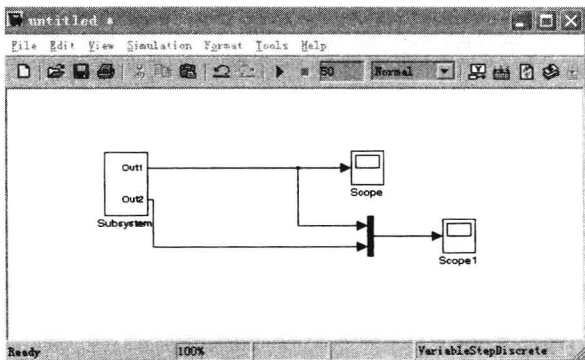 untitled *
File Edit View Simulation Format Tools Help
50 Normal
Out1
Out2
Subsystem
Scope
Scope1
Ready 100% VariableStepDiscrete